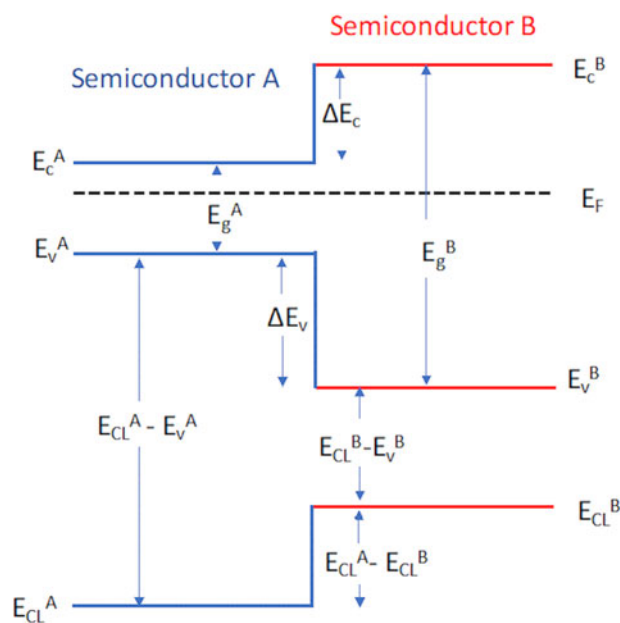 Semiconductor B
Semiconductor A
E_c^B
ΔE_c
E_c^A
E_F
E_g^A
E_v^A
E_g^B
ΔE_v
E_v^B
E_CL^A - E_v^A
E_CL^B-E_v^B
E_CL^B
E_CL^A- E_CL^B
E_CL^A